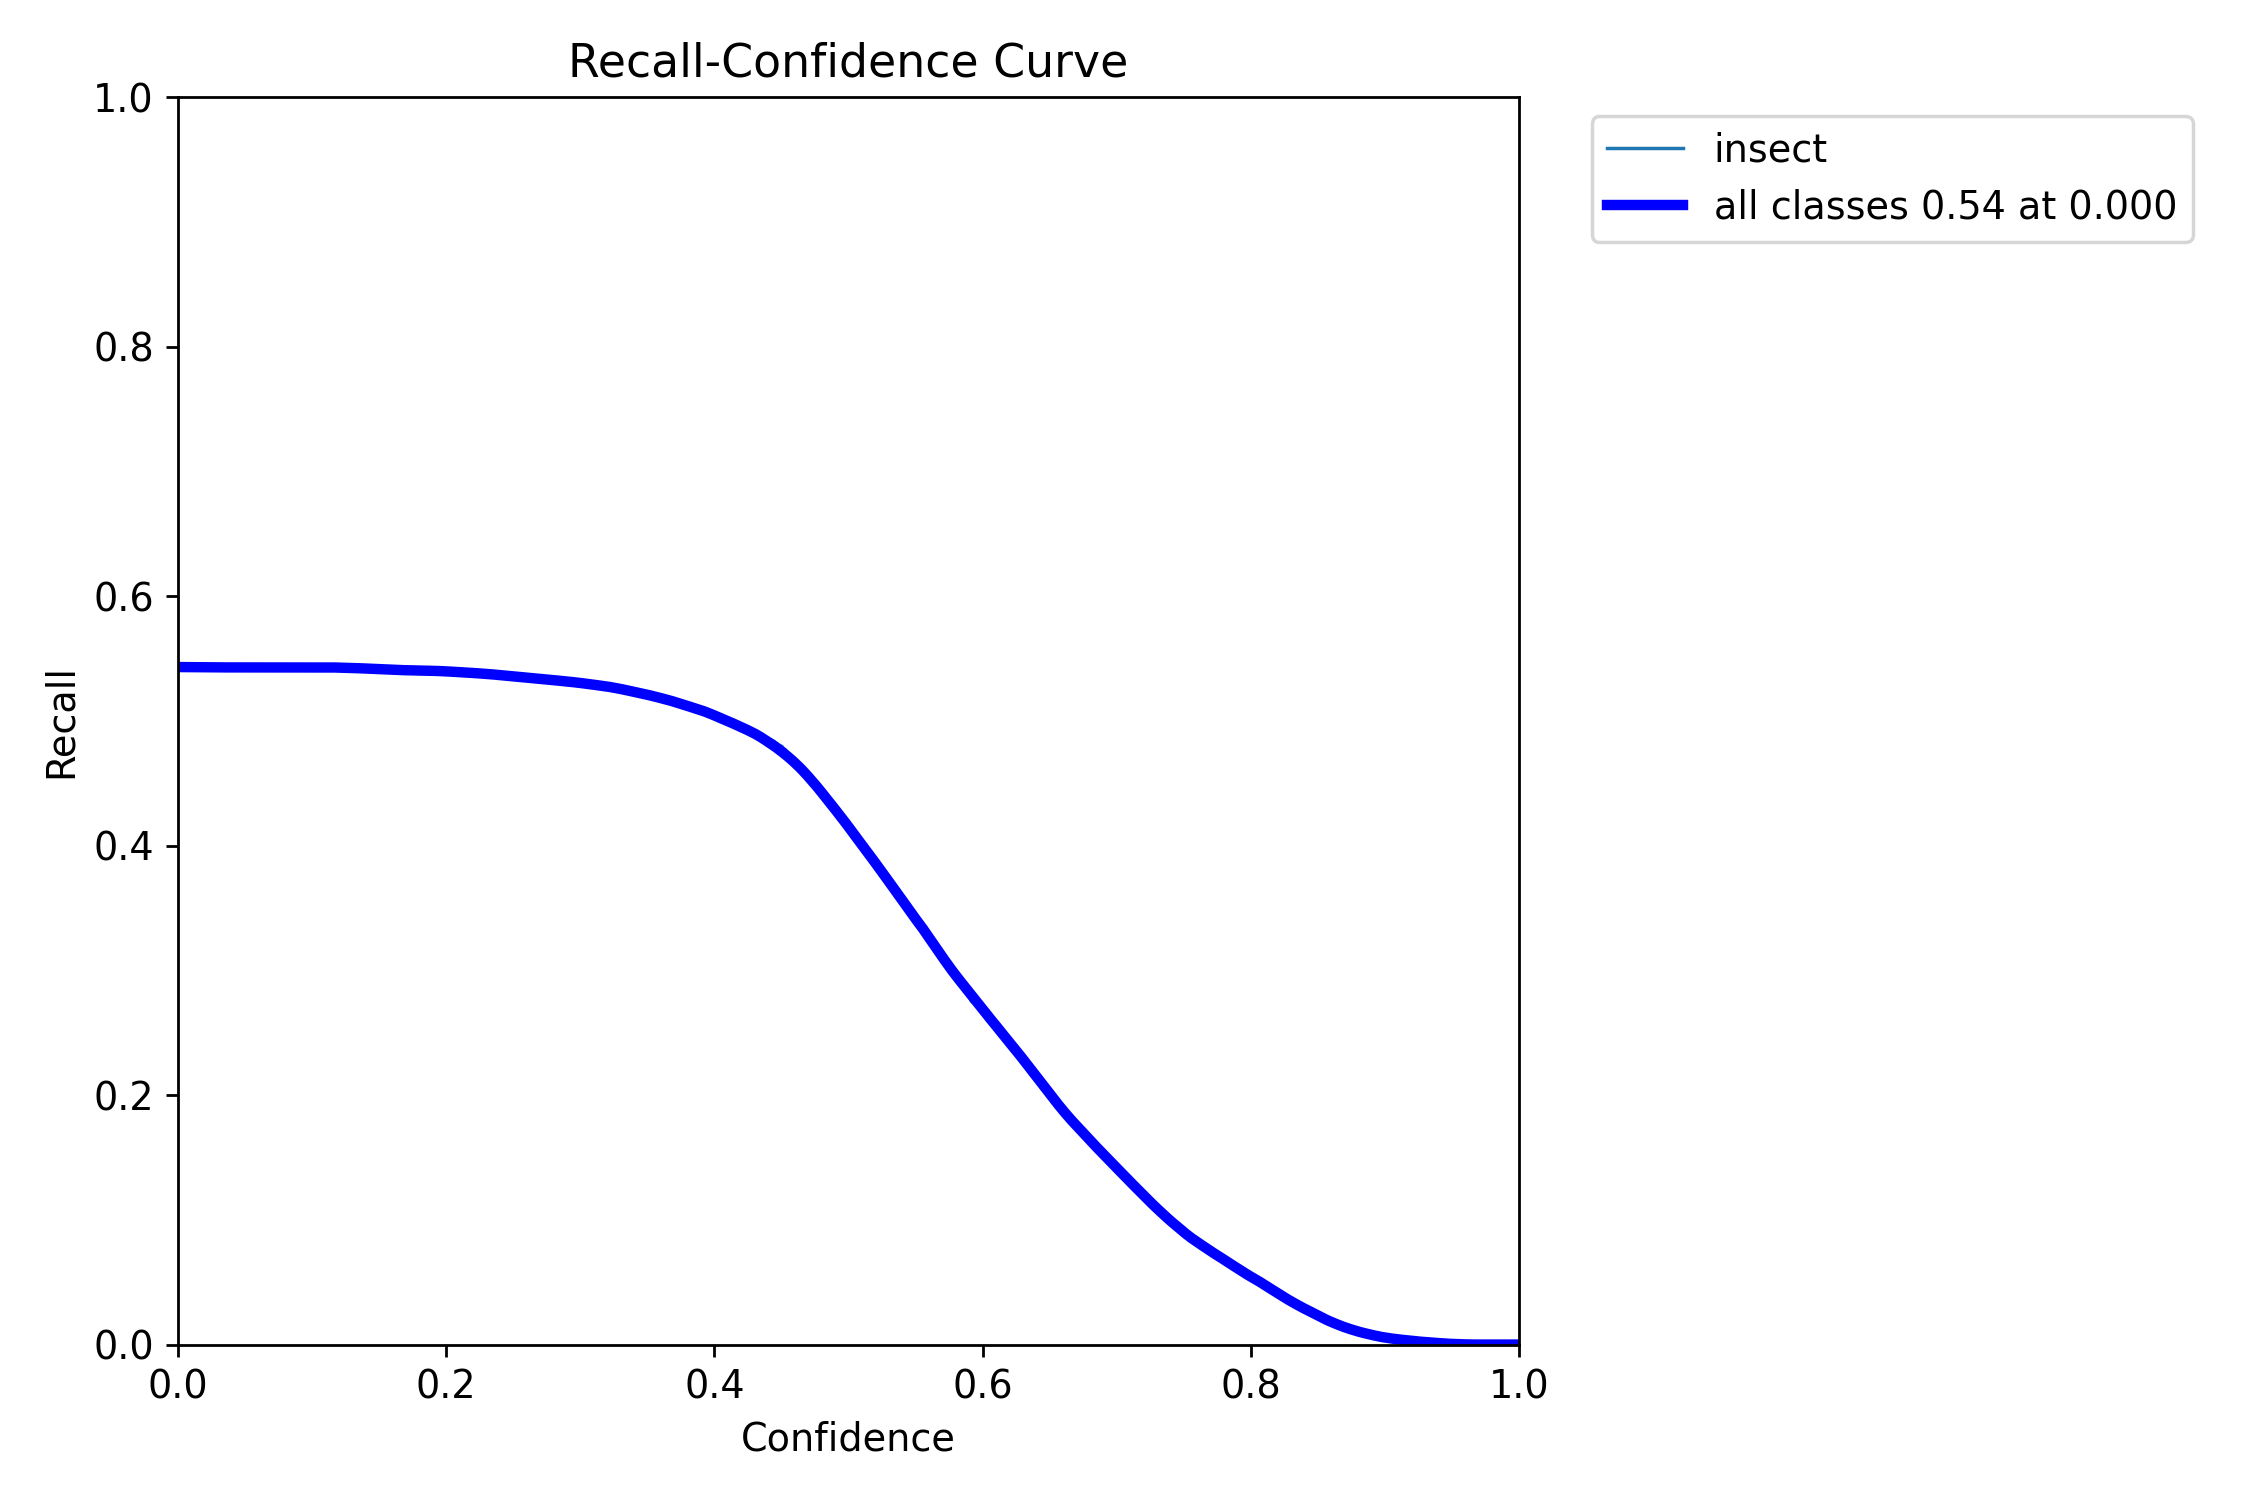 Recall-Confidence Curve
1.0
0.8
0.6
0.4
0.2
0.0
Recall
0.0 0.2 0.4 0.6 0.8 1.0
Confidence
insect
all classes 0.54 at 0.000